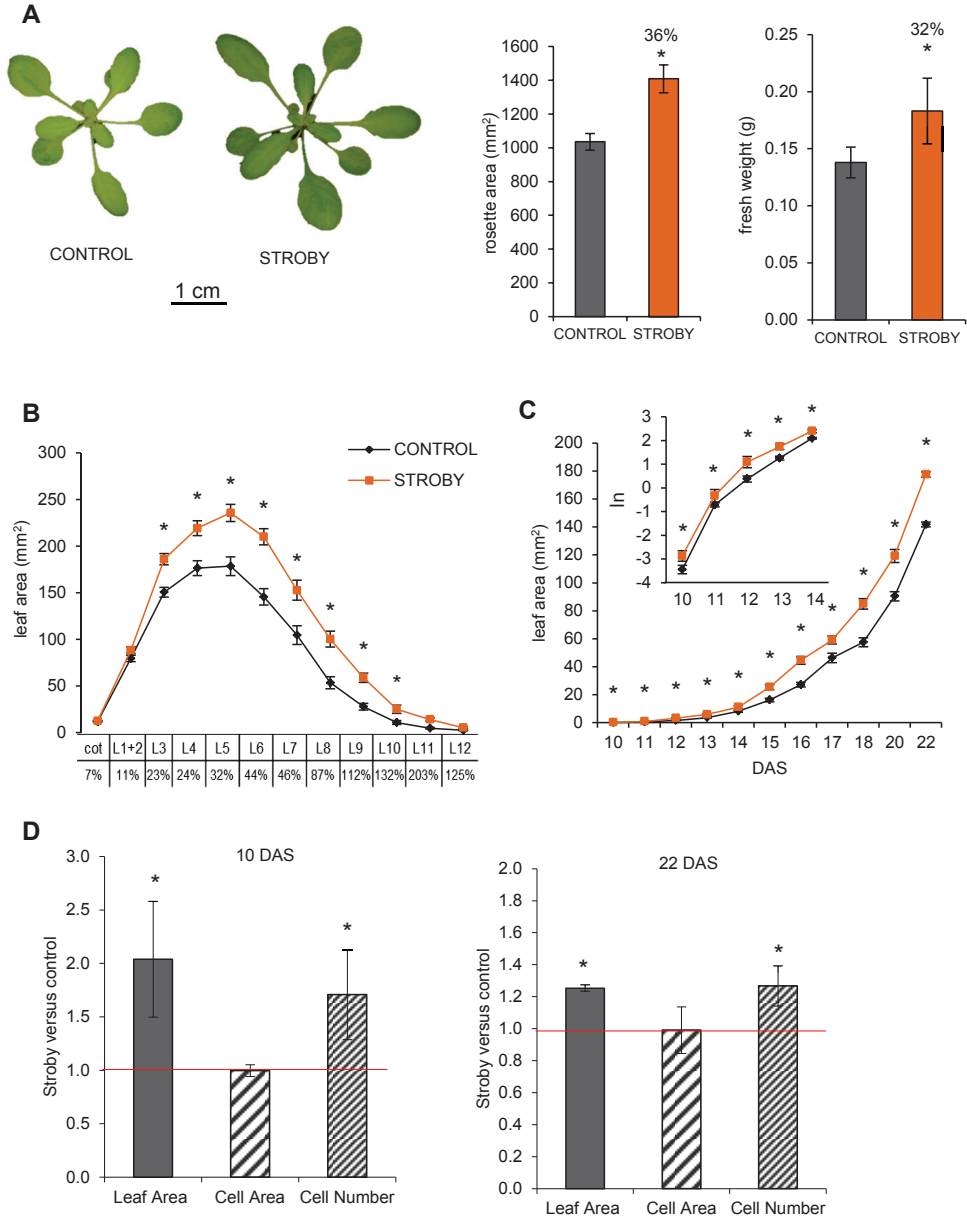 A
CONTROL
STROBY
1 cm
rosette area (mm²)
1600
1400
1200
1000
800
600
400
200
0
36%
*
CONTROL STROBY
fresh weight (g)
0.25
0.20
0.15
0.10
0.05
0.00
32%
*
CONTROL STROBY
B
leaf area (mm²)
300
250
200
150
100
50
0
CONTROL
STROBY
* * * * * * * *
cot L1+2 L3 L4 L5 L6 L7 L8 L9 L10 L11 L12
7% 11% 23% 24% 32% 44% 46% 87% 112% 132% 203% 125%
C
leaf area (mm²)
200
180
160
140
120
100
80
60
40
20
0
* * * * * * * * * * *
10 11 12 13 14 15 16 17 18 20 22
DAS
ln
3
2
1
0
-1
-2
-3
-4
* * * * *
10 11 12 13 14
D
10 DAS
Stroby versus control
3.0
2.5
2.0
1.5
1.0
0.5
0.0
* *
Leaf Area Cell Area Cell Number
22 DAS
Stroby versus control
2.0
1.8
1.6
1.4
1.2
1.0
0.8
0.6
0.4
0.2
0.0
* *
Leaf Area Cell Area Cell Number